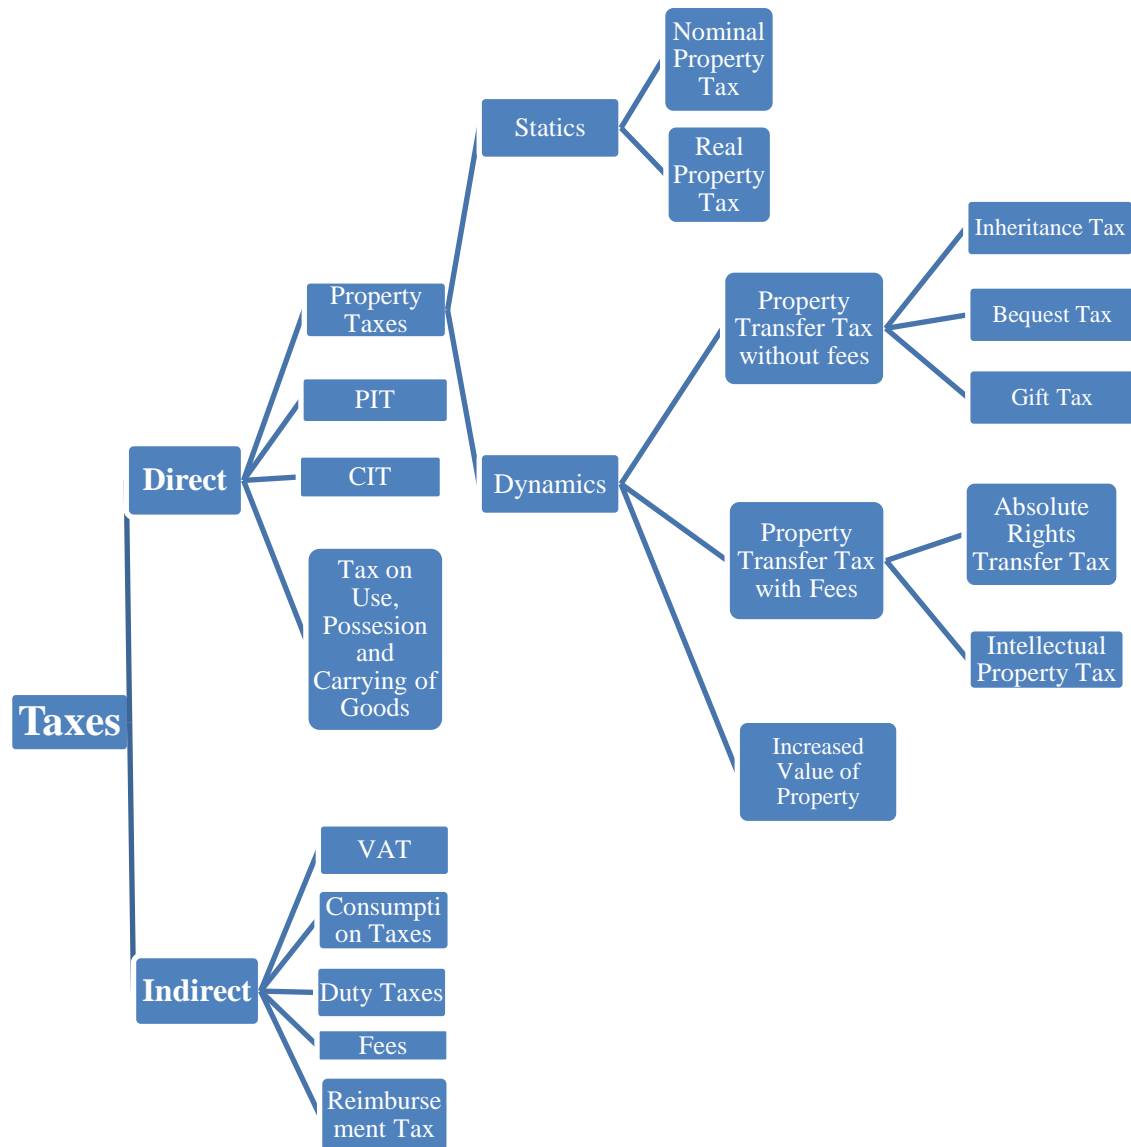 Taxes
Direct
Property
Taxes
Statics
Nominal
Property
Tax
Real
Property
Tax
Dynamics
Property
Transfer Tax
without fees
Inheritance Tax
Bequest Tax
Gift Tax
Property
Transfer Tax
with Fees
Absolute
Rights
Transfer Tax
Intellectual
Property Tax
Increased
Value of
Property
PIT
CIT
Tax on
Use,
Possesion
and
Carrying of
Goods
Indirect
VAT
Consumpti
on Taxes
Duty Taxes
Fees
Reimburse
ment Tax